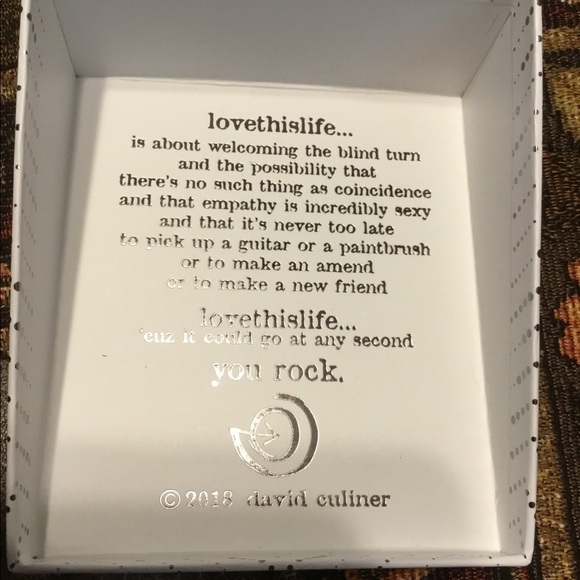 lovethislife...
is about welcoming the blind turn
and the possibility that
there's no such thing as coincidence
and that empathy is incredibly sexy
and that it's never too late
to pick up a guitar or a paintbrush
or to make an amend
or to make a new friend
lovethislife...
'cuz it could go at any second
you rock.
© 2018 david culiner